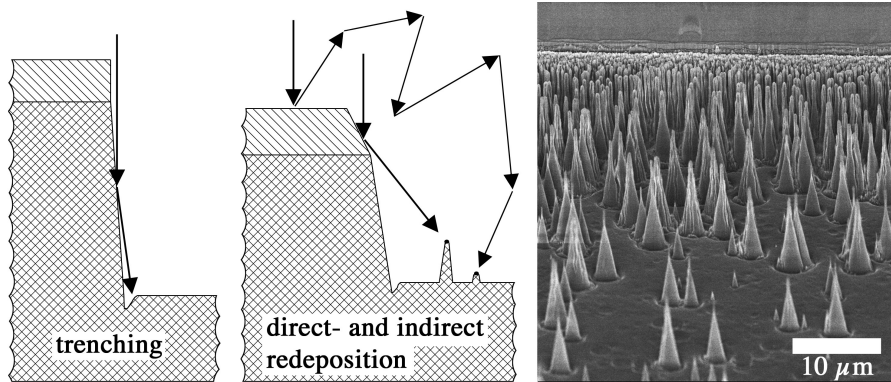 trenching
direct- and indirect
redeposition
10 µm